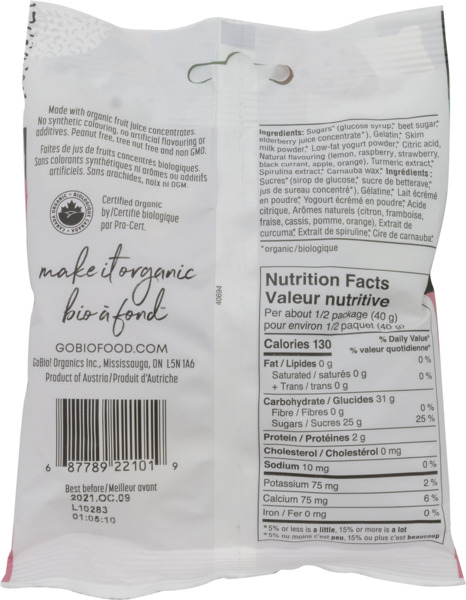 Made with organic fruit juice concentrates.
No synthetic colouring, no artificial flavouring or
additives. Peanut free, tree nut free and non GMO.
Faites de jus de fruits concentrés biologiques.
Sans colorants synthétiques ni arômes ou additifs
artificiels. Sans arachides, noix ni OGM.
Certified organic
by/Certifié biologique
par Pro-Cert.
make it organic
bio à fond
GOBIOFOOD.COM
GoBio! Organics Inc., Mississauga, ON L5N 1A6
Product of Austria/Produit d'Autriche
6 87789 22101 9
Best before/Meilleur avant
2021.OC.09
L10283
01:05:10
40694
Ingredients: Sugars* (glucose syrup,* beet sugar,*
elderberry juice concentrate*), Gelatin,* Skim
milk powder,* Low-fat yogurt powder,* Citric acid,
Natural flavouring (lemon, raspberry, strawberry,
black currant, apple, orange), Turmeric extract,*
Spirulina extract,* Carnauba wax.* Ingrédients :
Sucres* (sirop de glucose,* sucre de betterave,*
jus de sureau concentré*), Gélatine,* Lait écrémé
en poudre,* Yogourt écrémé en poudre,* Acide
citrique, Arômes naturels (citron, framboise,
fraise, cassis, pomme, orange), Extrait de
curcuma,* Extrait de spiruline,* Cire de carnauba*
*organic/biologique
Nutrition Facts
Valeur nutritive
Per about 1/2 package (40 g)
pour environ 1/2 paquet (40 g)
Calories 130 % Daily Value*
% valeur quotidienne*
Fat / Lipides 0 g 0 %
Saturated / saturés 0 g 0 %
+ Trans / trans 0 g
Carbohydrate / Glucides 31 g
Fibre / Fibres 0 g 0 %
Sugars / Sucres 25 g 25 %
Protein / Protéines 2 g
Cholesterol / Cholestérol 0 mg
Sodium 10 mg 0 %
Potassium 75 mg 2 %
Calcium 75 mg 6 %
Iron / Fer 0 mg 0 %
*5% or less is a little, 15% or more is a lot
*5% ou moins c'est peu, 15% ou plus c'est beaucoup